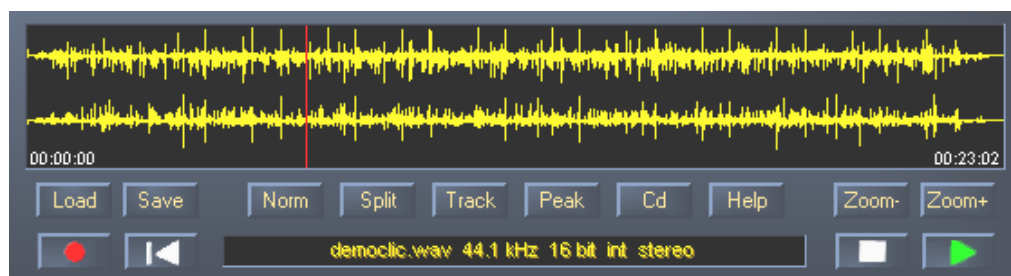 00:00:00 00:23:02
Load Save Norm Split Track Peak Cd Help Zoom- Zoom+
democlic.wav 44.1 kHz 16 bit int stereo